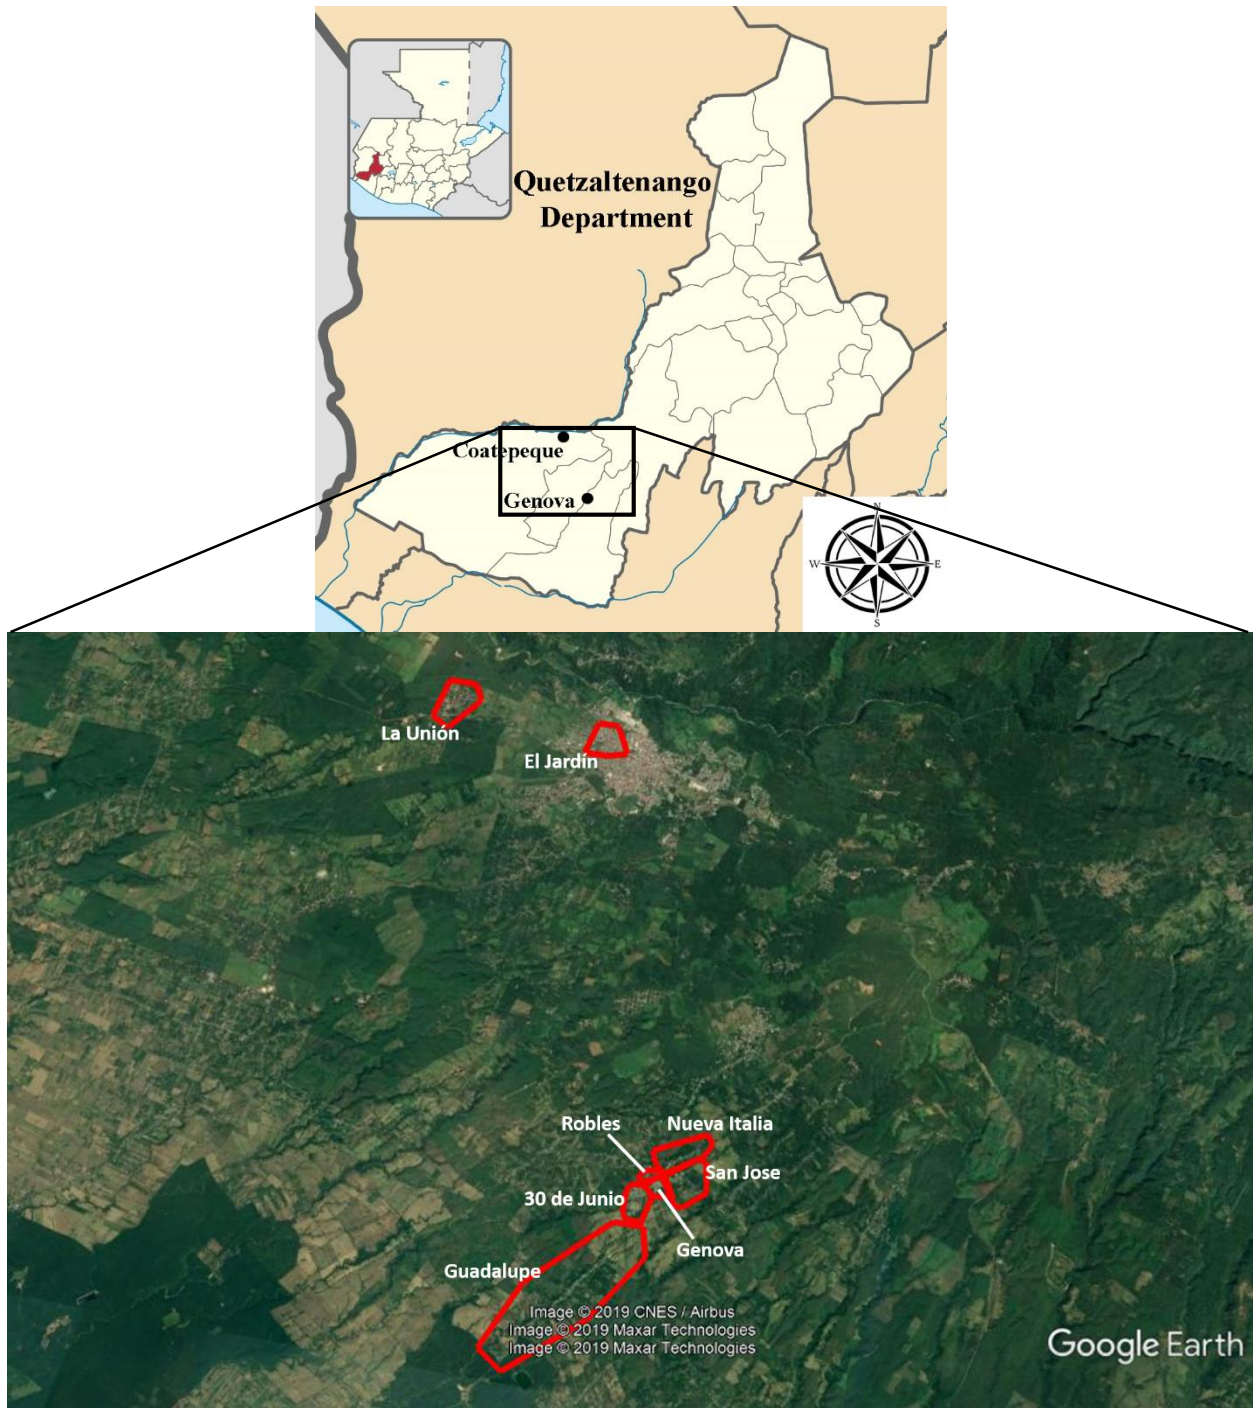 Quetzaltenango
Department
Coatepeque
Genova
N
W
E
S
La Unión
El Jardín
Robles
Nueva Italia
San Jose
30 de Junio
Genova
Guadalupe
Image © 2019 CNES / Airbus
Image © 2019 Maxar Technologies
Image © 2019 Maxar Technologies
Google Earth